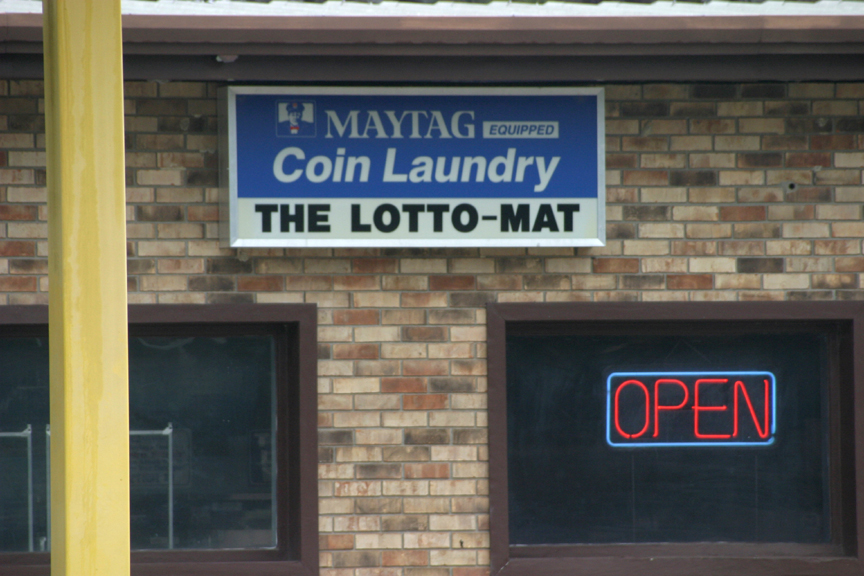 MAYTAG EQUIPPED
Coin Laundry
THE LOTTO-MAT
OPEN